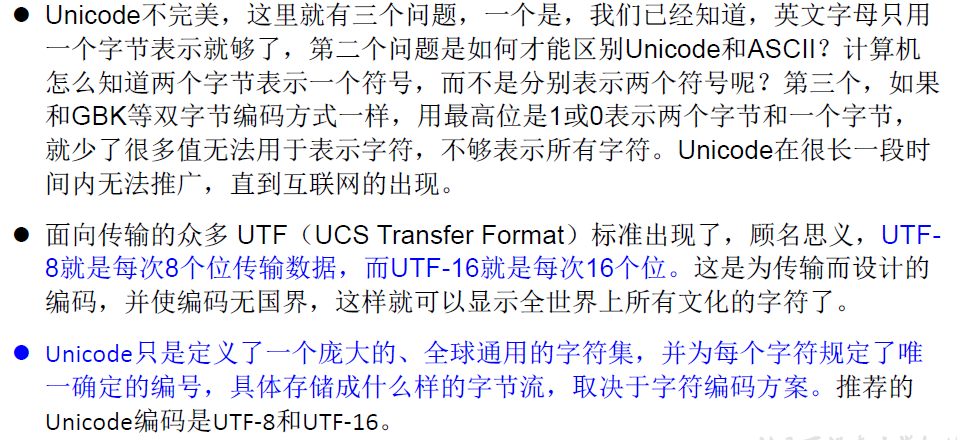 ● Unicode不完美，这里就有三个问题，一个是，我们已经知道，英文字母只用
一个字节表示就够了，第二个问题是如何才能区别Unicode和ASCII？计算机
怎么知道两个字节表示一个符号，而不是分别表示两个符号呢？第三个，如果
和GBK等双字节编码方式一样，用最高位是1或0表示两个字节和一个字节，
就少了很多值无法用于表示字符，不够表示所有字符。Unicode在很长一段时
间内无法推广，直到互联网的出现。
● 面向传输的众多 UTF（UCS Transfer Format）标准出现了，顾名思义，UTF-
8就是每次8个位传输数据，而UTF-16就是每次16个位。这是为传输而设计的
编码，并使编码无国界，这样就可以显示全世界上所有文化的字符了。
● Unicode只是定义了一个庞大的、全球通用的字符集，并为每个字符规定了唯
一确定的编号，具体存储成什么样的字节流，取决于字符编码方案。推荐的
Unicode编码是UTF-8和UTF-16。